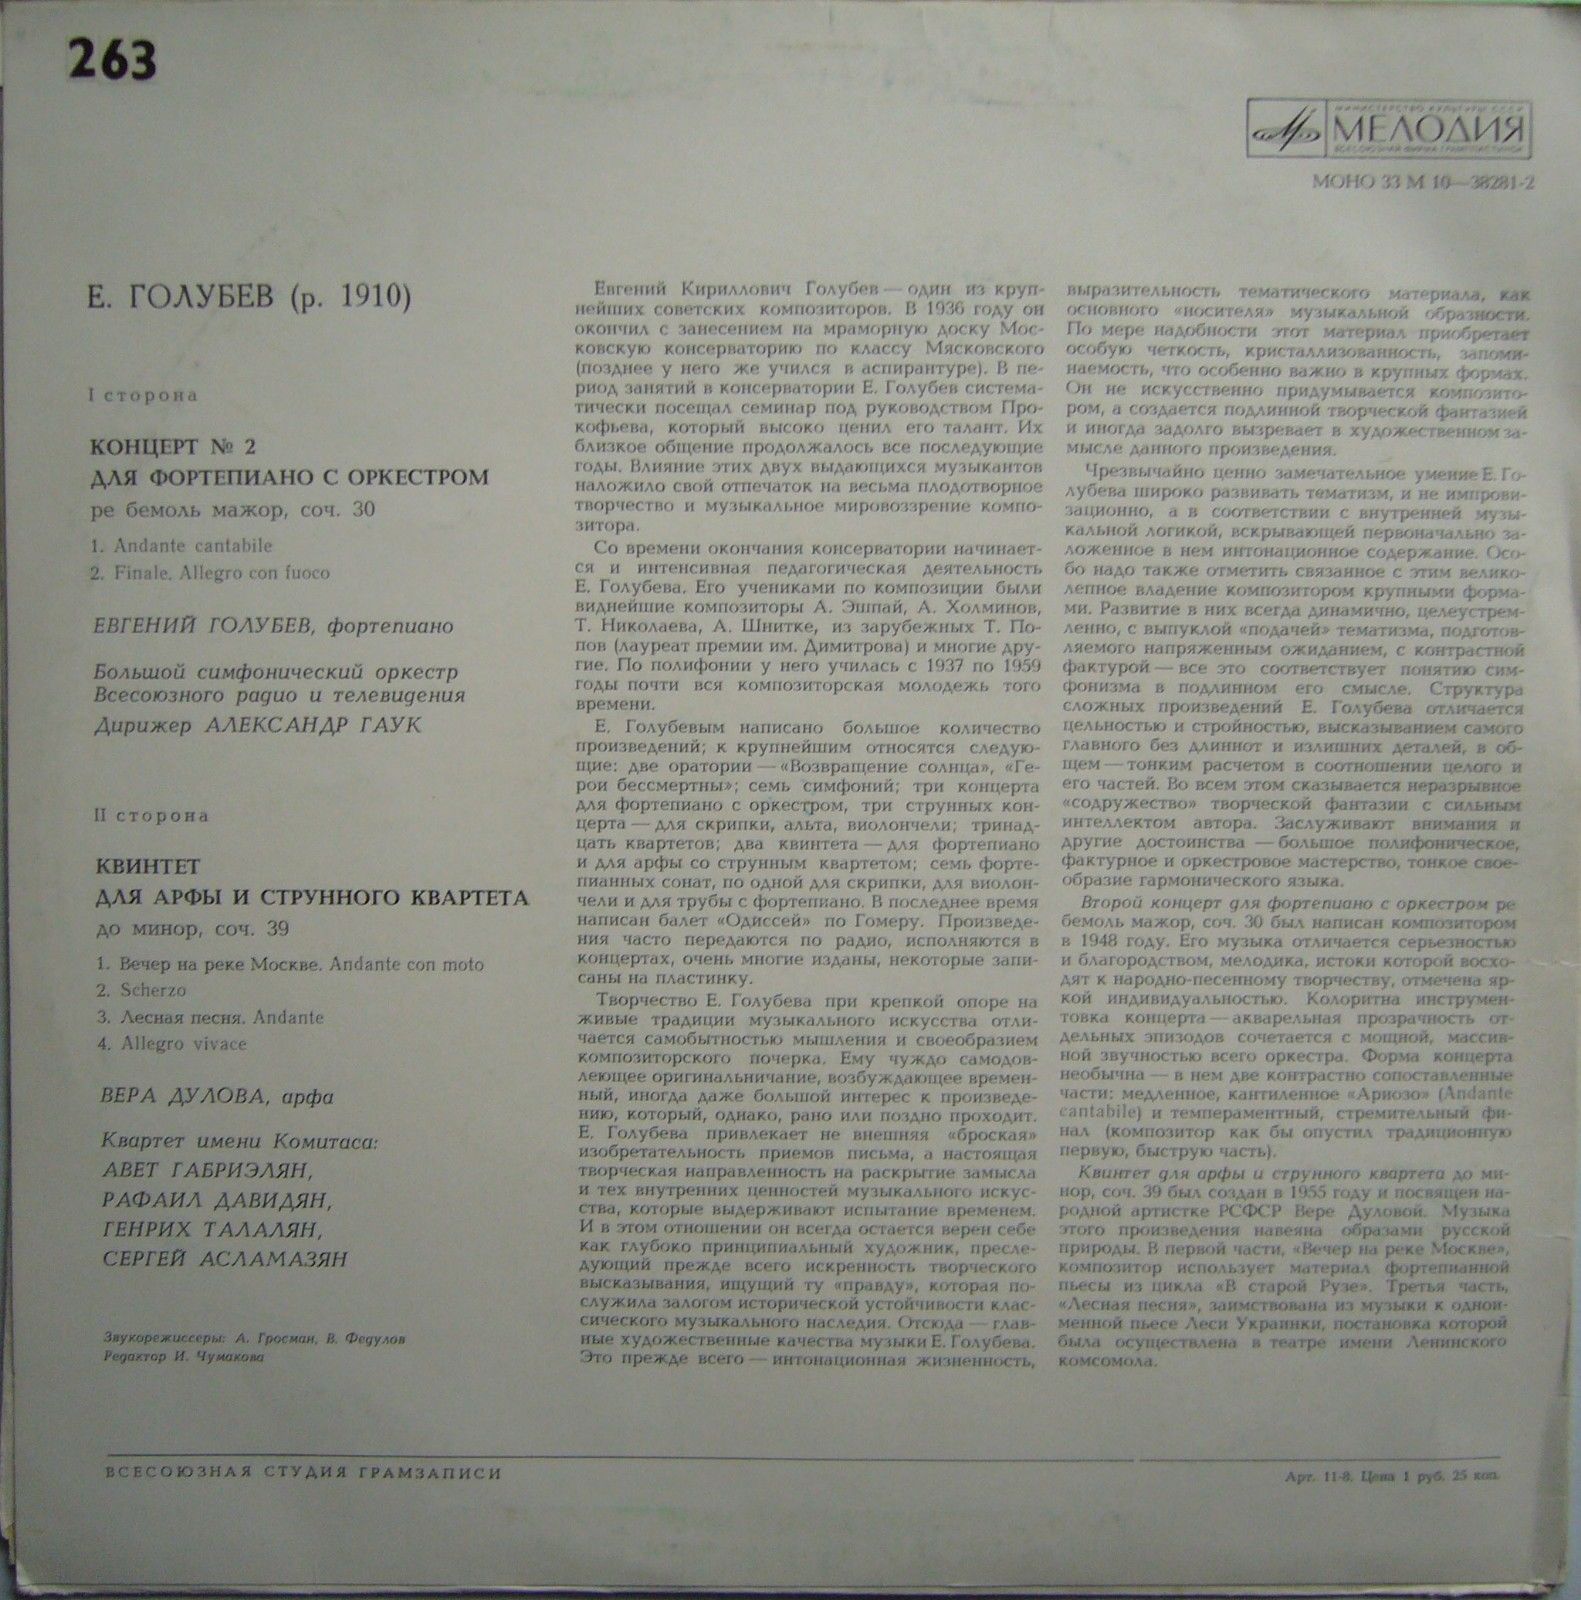 263
МИНИСТЕРСТВО КУЛЬТУРЫ СССР
МЕЛОДИЯ
ВСЕСОЮЗНАЯ ФИРМА ГРАМПЛАСТИНОК
МОНО 33 М 10—38281-2
Е. ГОЛУБЕВ (р. 1910)
I сторона
КОНЦЕРТ № 2
ДЛЯ ФОРТЕПИАНО С ОРКЕСТРОМ
ре бемоль мажор, соч. 30
1. Andante cantabile
2. Finale. Allegro con fuoco
ЕВГЕНИЙ ГОЛУБЕВ, фортепиано
Большой симфонический оркестр
Всесоюзного радио и телевидения
Дирижер АЛЕКСАНДР ГАУК
II сторона
КВИНТЕТ
ДЛЯ АРФЫ И СТРУННОГО КВАРТЕТА
до минор, соч. 39
1. Вечер на реке Москве. Andante con moto
2. Scherzo
3. Лесная песня. Andante
4. Allegro vivace
ВЕРА ДУЛОВА, арфа
Квартет имени Комитаса:
АВЕТ ГАБРИЭЛЯН,
РАФАИЛ ДАВИДЯН,
ГЕНРИХ ТАЛАЛЯН,
СЕРГЕЙ АСЛАМАЗЯН
Звукорежиссеры: А. Гросман, В. Федулов
Редактор И. Чумакова
Евгений Кириллович Голубев — один из круп-
нейших советских композиторов. В 1936 году он
окончил с занесением на мраморную доску Мос-
ковскую консерваторию по классу Мясковского
(позднее у него же учился в аспирантуре). В пе-
риод занятий в консерватории Е. Голубев система-
тически посещал семинар под руководством Про-
кофьева, который высоко ценил его талант. Их
близкое общение продолжалось все последующие
годы. Влияние этих двух выдающихся музыкантов
наложило свой отпечаток на весьма плодотворное
творчество и музыкальное мировоззрение компо-
зитора.
Со времени окончания консерватории начинает-
ся и интенсивная педагогическая деятельность
Е. Голубева. Его учениками по композиции были
виднейшие композиторы А. Эшпай, А. Холминов,
Т. Николаева, А. Шнитке, из зарубежных Т. По-
пов (лауреат премии им. Димитрова) и многие дру-
гие. По полифонии у него училась с 1937 по 1959
годы почти вся композиторская молодежь того
времени.
Е. Голубевым написано большое количество
произведений; к крупнейшим относятся следую-
щие: две оратории — «Возвращение солнца», «Ге-
рои бессмертны»; семь симфоний; три концерта
для фортепиано с оркестром, три струнных кон-
церта — для скрипки, альта, виолончели; тринад-
цать квартетов; два квинтета — для фортепиано
и для арфы со струнным квартетом; семь форте-
пианных сонат, по одной для скрипки, для виолон-
чели и для трубы с фортепиано. В последнее время
написан балет «Одиссей» по Гомеру. Произведе-
ния часто передаются по радио, исполняются в
концертах, очень многие изданы, некоторые запи-
саны на пластинку.
Творчество Е. Голубева при крепкой опоре на
живые традиции музыкального искусства отли-
чается самобытностью мышления и своеобразием
композиторского почерка. Ему чуждо самодов-
леющее оригинальничание, возбуждающее времен-
ный, иногда даже большой интерес к произведе-
нию, который, однако, рано или поздно проходит.
Е. Голубева привлекает не внешняя «броская»
изобретательность приемов письма, а настоящая
творческая направленность на раскрытие замысла
и тех внутренних ценностей музыкального искус-
ства, которые выдерживают испытание временем.
И в этом отношении он всегда остается верен себе
как глубоко принципиальный художник, пресле-
дующий прежде всего искренность творческого
высказывания, ищущий ту «правду», которая по-
служила залогом исторической устойчивости клас-
сического музыкального наследия. Отсюда — глав-
ные художественные качества музыки Е. Голубева.
Это прежде всего — интонационная жизненность,
выразительность тематического материала, как
основного «носителя» музыкальной образности.
По мере надобности этот материал приобретает
особую четкость, кристаллизованность, запоми-
наемость, что особенно важно в крупных формах.
Он не искусственно придумывается композито-
ром, а создается подлинной творческой фантазией
и иногда задолго вызревает в художественном за-
мысле данного произведения.
Чрезвычайно ценно замечательное умение Е. Го-
лубева широко развивать тематизм, и не импрови-
зационно, а в соответствии с внутренней музы-
кальной логикой, вскрывающей первоначально за-
ложенное в нем интонационное содержание. Осо-
бо надо также отметить связанное с этим велико-
лепное владение композитором крупными форма-
ми. Развитие в них всегда динамично, целеустрем-
ленно, с выпуклой «подачей» тематизма, подготов-
ляемого напряженным ожиданием, с контрастной
фактурой — все это соответствует понятию сим-
фонизма в подлинном его смысле. Структура
сложных произведений Е. Голубева отличается
цельностью и стройностью, высказыванием самого
главного без длиннот и излишних деталей, в об-
щем — тонким расчетом в соотношении целого и
его частей. Во всем этом сказывается неразрывное
«содружество» творческой фантазии с сильным
интеллектом автора. Заслуживают внимания и
другие достоинства — большое полифоническое,
фактурное и оркестровое мастерство, тонкое свое-
образие гармонического языка.
Второй концерт для фортепиано с оркестром ре
бемоль мажор, соч. 30 был написан композитором
в 1948 году. Его музыка отличается серьезностью
и благородством, мелодика, истоки которой восхо-
дят к народно-песенному творчеству, отмечена яр-
кой индивидуальностью. Колоритна инструмен-
товка концерта — акварельная прозрачность от-
дельных эпизодов сочетается с мощной, массив-
ной звучностью всего оркестра. Форма концерта
необычна — в нем две контрастно сопоставленные
части: медленное, кантиленное «Ариозо» (Andante
cantabile) и темпераментный, стремительный фи-
нал (композитор как бы опустил традиционную
первую, быструю часть).
Квинтет для арфы и струнного квартета до ми-
нор, соч. 39 был создан в 1955 году и посвящен на-
родной артистке РСФСР Вере Дуловой. Музыка
этого произведения навеяна образами русской
природы. В первой части, «Вечер на реке Москве»,
композитор использует материал фортепианной
пьесы из цикла «В старой Рузе». Третья часть,
«Лесная песня», заимствована из музыки к одной-
менной пьесе Леси Украинки, постановка которой
была осуществлена в театре имени Ленинского
комсомола.
ВСЕСОЮЗНАЯ СТУДИЯ ГРАМЗАПИСИ
Арт. 11-8. Цена 1 руб. 25 коп.